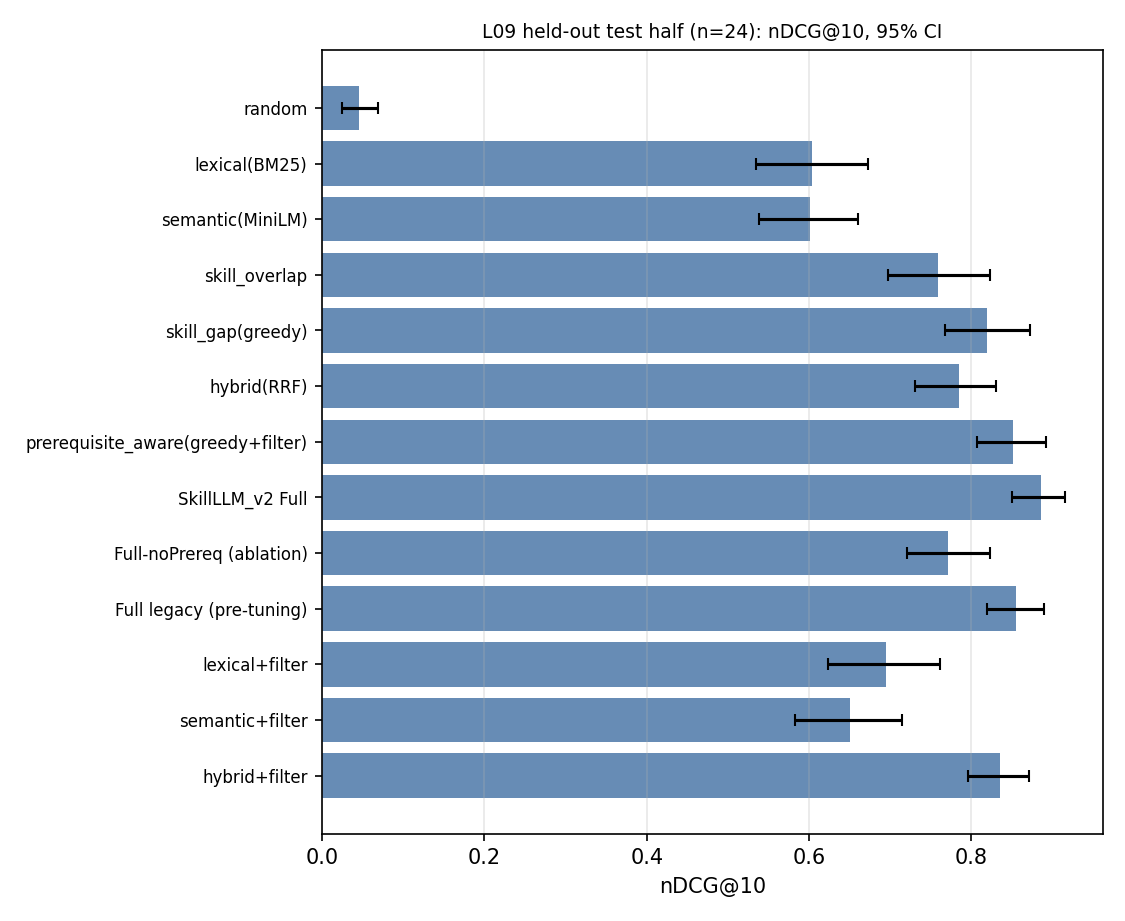 L09 held-out test half (n=24): nDCG@10, 95% CI
random
lexical(BM25)
semantic(MiniLM)
skill_overlap
skill_gap(greedy)
hybrid(RRF)
prerequisite_aware(greedy+filter)
SkillLLM_v2 Full
Full-noPrereq (ablation)
Full legacy (pre-tuning)
lexical+filter
semantic+filter
hybrid+filter
0.0 0.2 0.4 0.6 0.8
nDCG@10